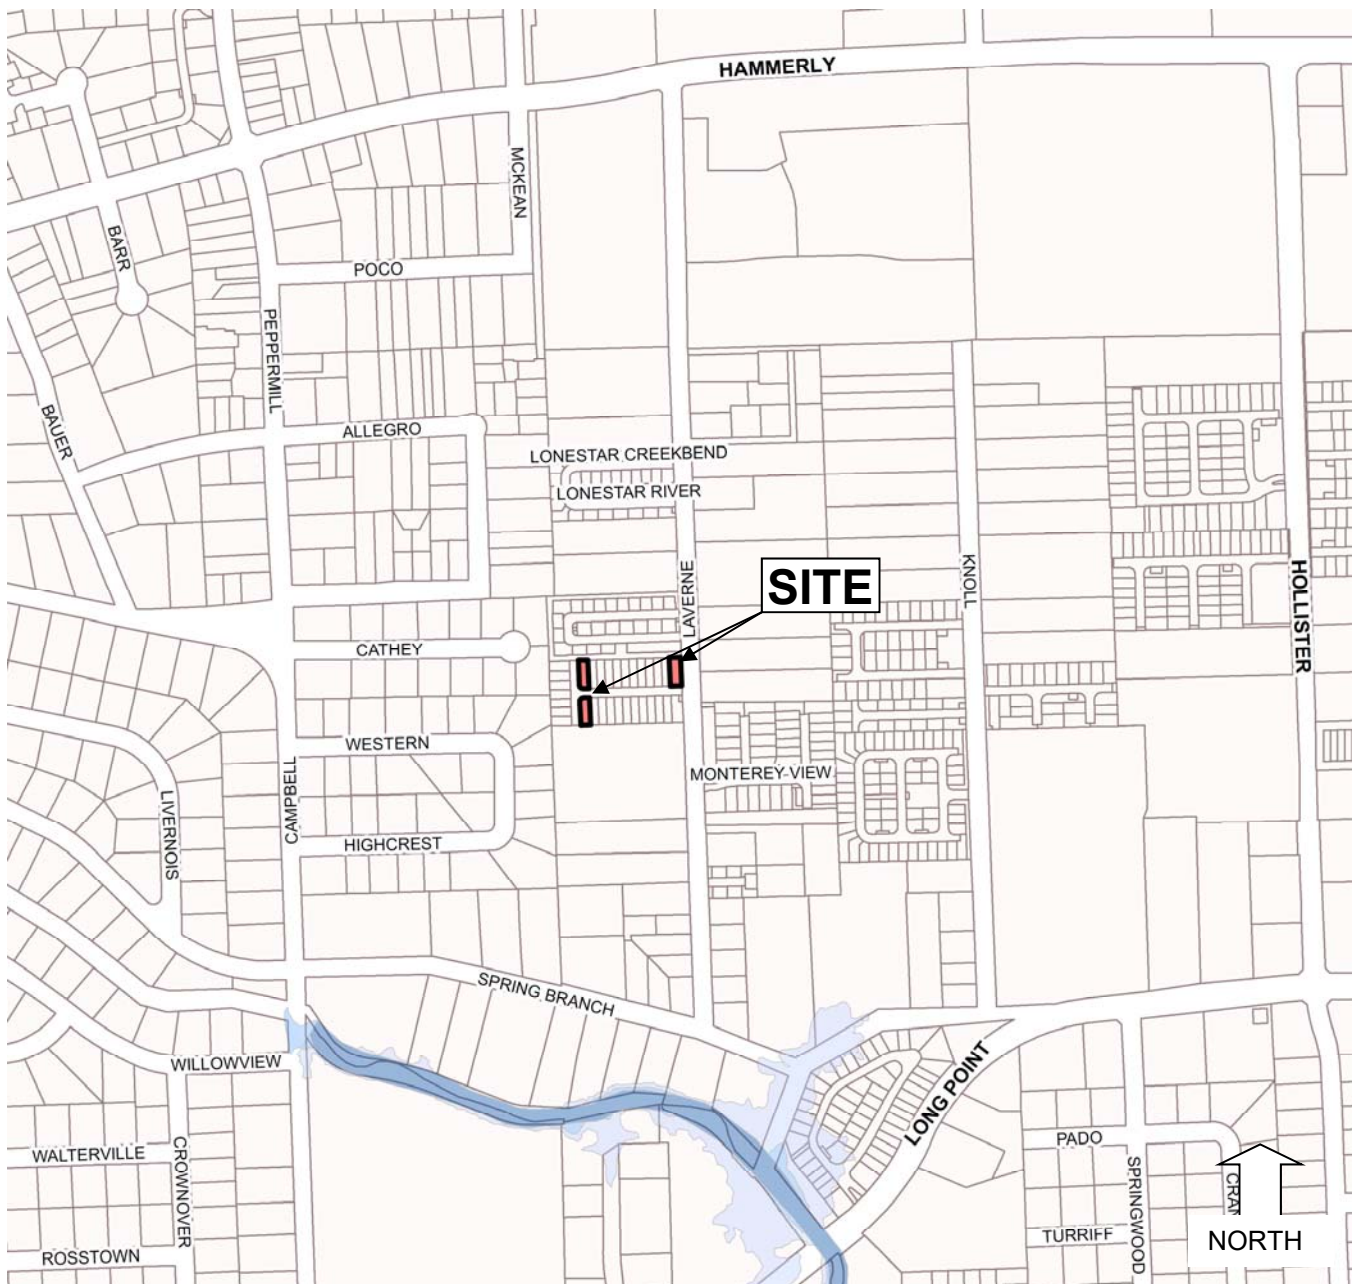 HAMMERLY
MCKEAN
BARR
POCO
PEPPERMILL
BAUER
ALLEGRO
LONESTAR CREEKBEND
LONESTAR RIVER
LAVERNE
SITE
KNOLL
HOLLISTER
CATHEY
WESTERN
MONTEREY VIEW
CAMPBELL
LIVERNOIS
HIGHCREST
SPRING BRANCH
WILLOWVIEW
LONG POINT
PADO
WALTERVILLE
CROWNOVER
SPRINGWOOD
CRAN
TURRIFF
NORTH
ROSSTOWN